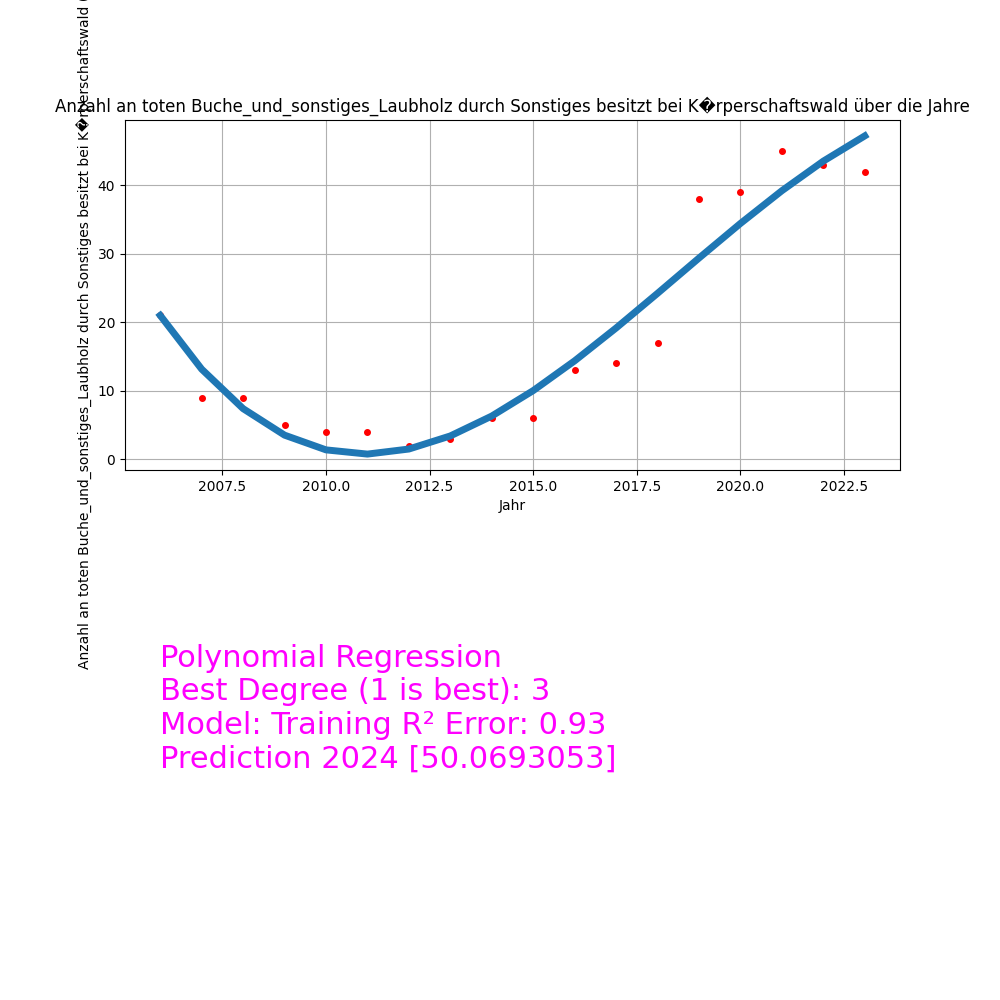 Anzahl an toten Buche_und_sonstiges_Laubholz durch Sonstiges besitzt bei K�rperschaftswald über die Jahre
Anzahl an toten Buche_und_sonstiges_Laubholz durch Sonstiges besitzt bei K�rperschaftswald
40
30
20
10
0
2007.5 2010.0 2012.5 2015.0 2017.5 2020.0 2022.5
Jahr
Polynomial Regression
Best Degree (1 is best): 3
Model: Training R² Error: 0.93
Prediction 2024 [50.0693053]